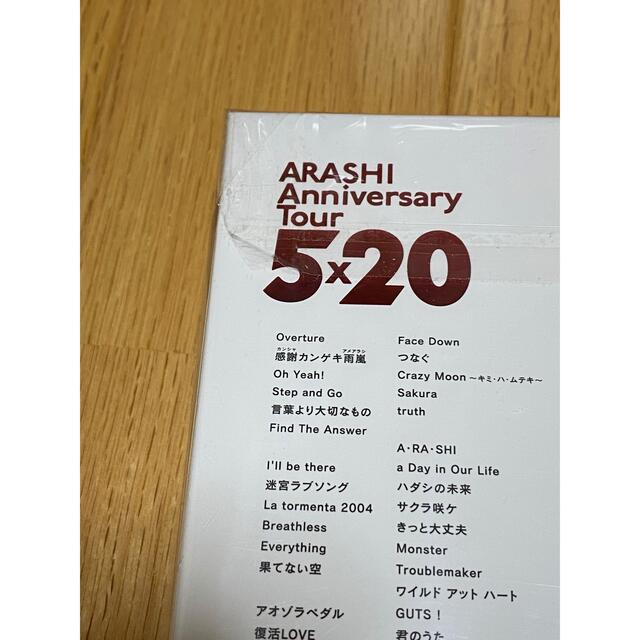 ARASHI
Anniversary
Tour
5×20
Overture
カンシャ アメアラシ
感謝カンゲキ雨嵐
Oh Yeah!
Step and Go
言葉より大切なもの
Find The Answer
I'll be there
迷宮ラブソング
La tormenta 2004
Breathless
Everything
果てない空
アオゾラペダル
復活LOVE
Face Down
つなぐ
Crazy Moon ～キミ・ハ・ムテキ～
Sakura
truth
A・RA・SHI
a Day in Our Life
ハダシの未来
サクラ咲ケ
きっと大丈夫
Monster
Troublemaker
ワイルド アット ハート
GUTS !
君のうた